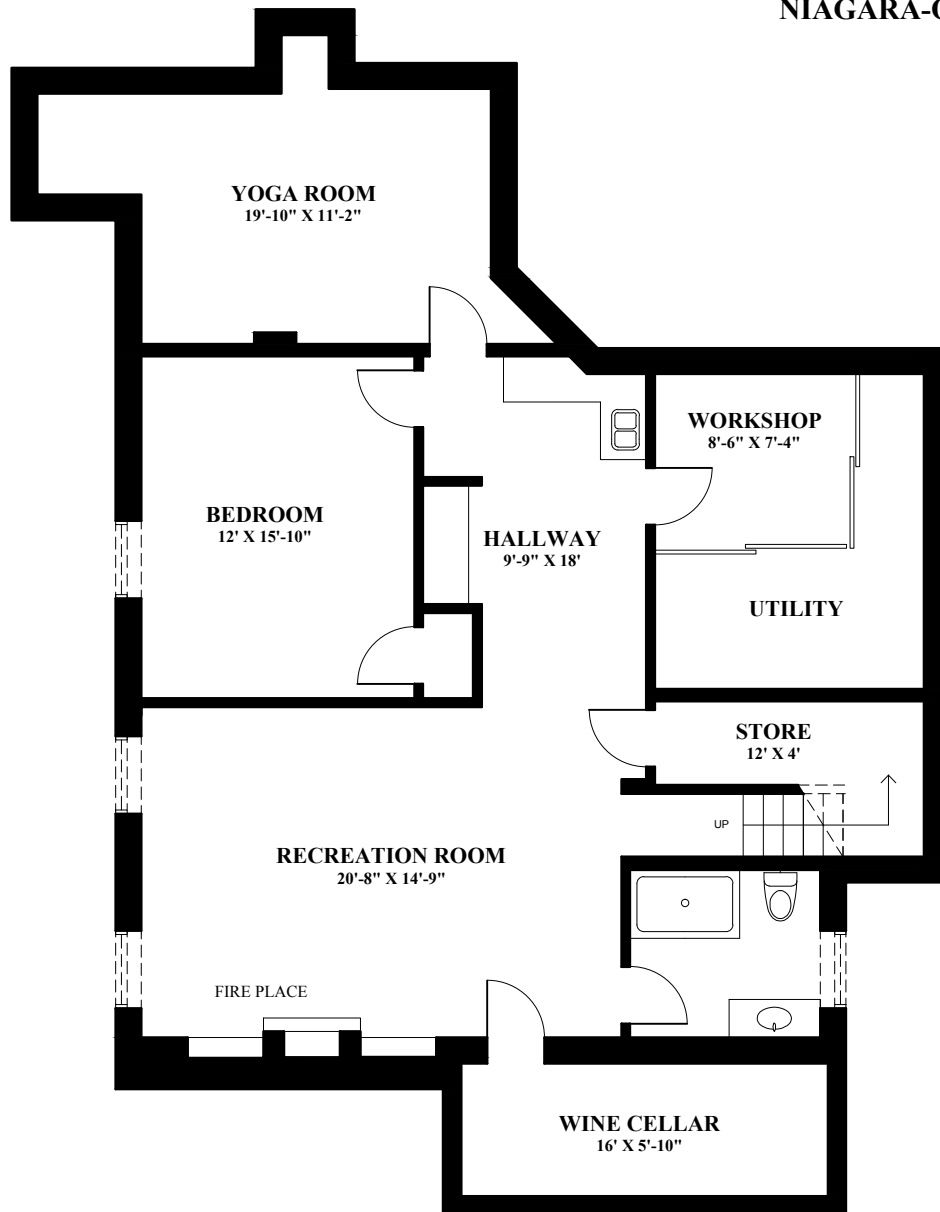 NIAGARA-O
YOGA ROOM
19'-10" X 11'-2"
WORKSHOP
8'-6" X 7'-4"
BEDROOM
12' X 15'-10"
HALLWAY
9'-9" X 18'
UTILITY
STORE
12' X 4'
UP
RECREATION ROOM
20'-8" X 14'-9"
FIRE PLACE
WINE CELLAR
16' X 5'-10"